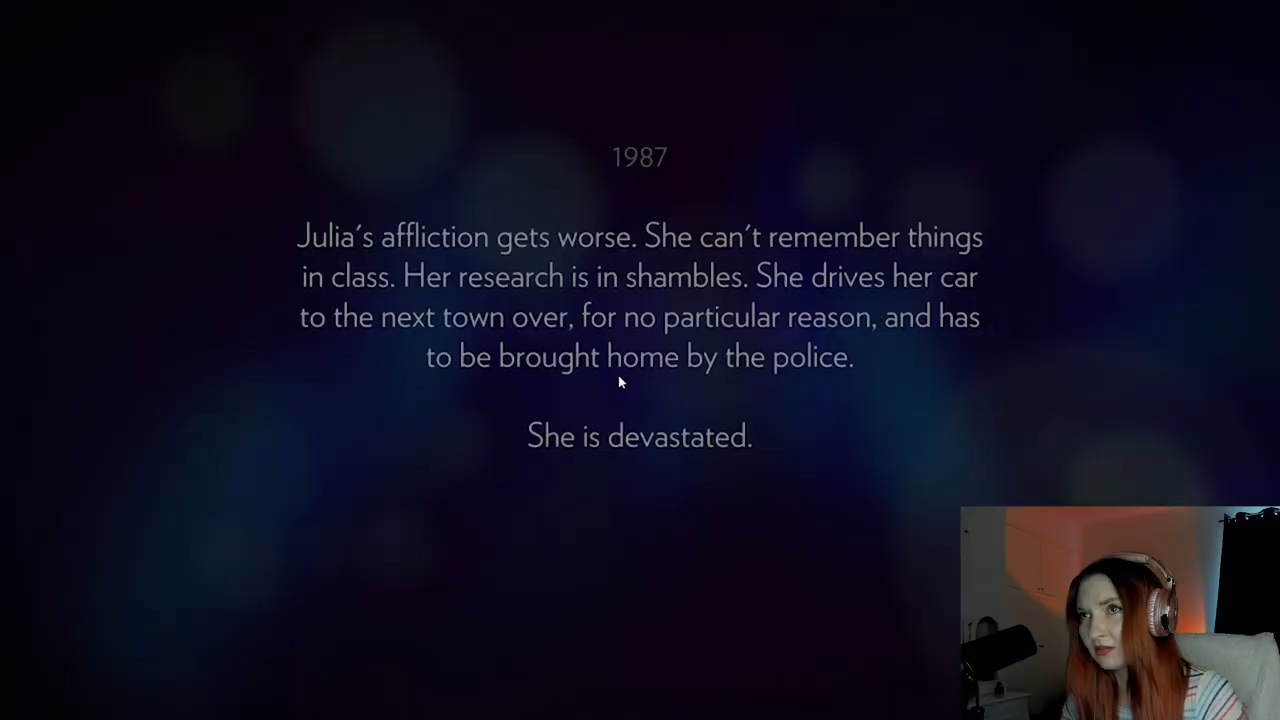 1987
Julia's affliction gets worse. She can't remember things
in class. Her research is in shambles. She drives her car
to the next town over, for no particular reason, and has
to be brought home by the police.
She is devastated.